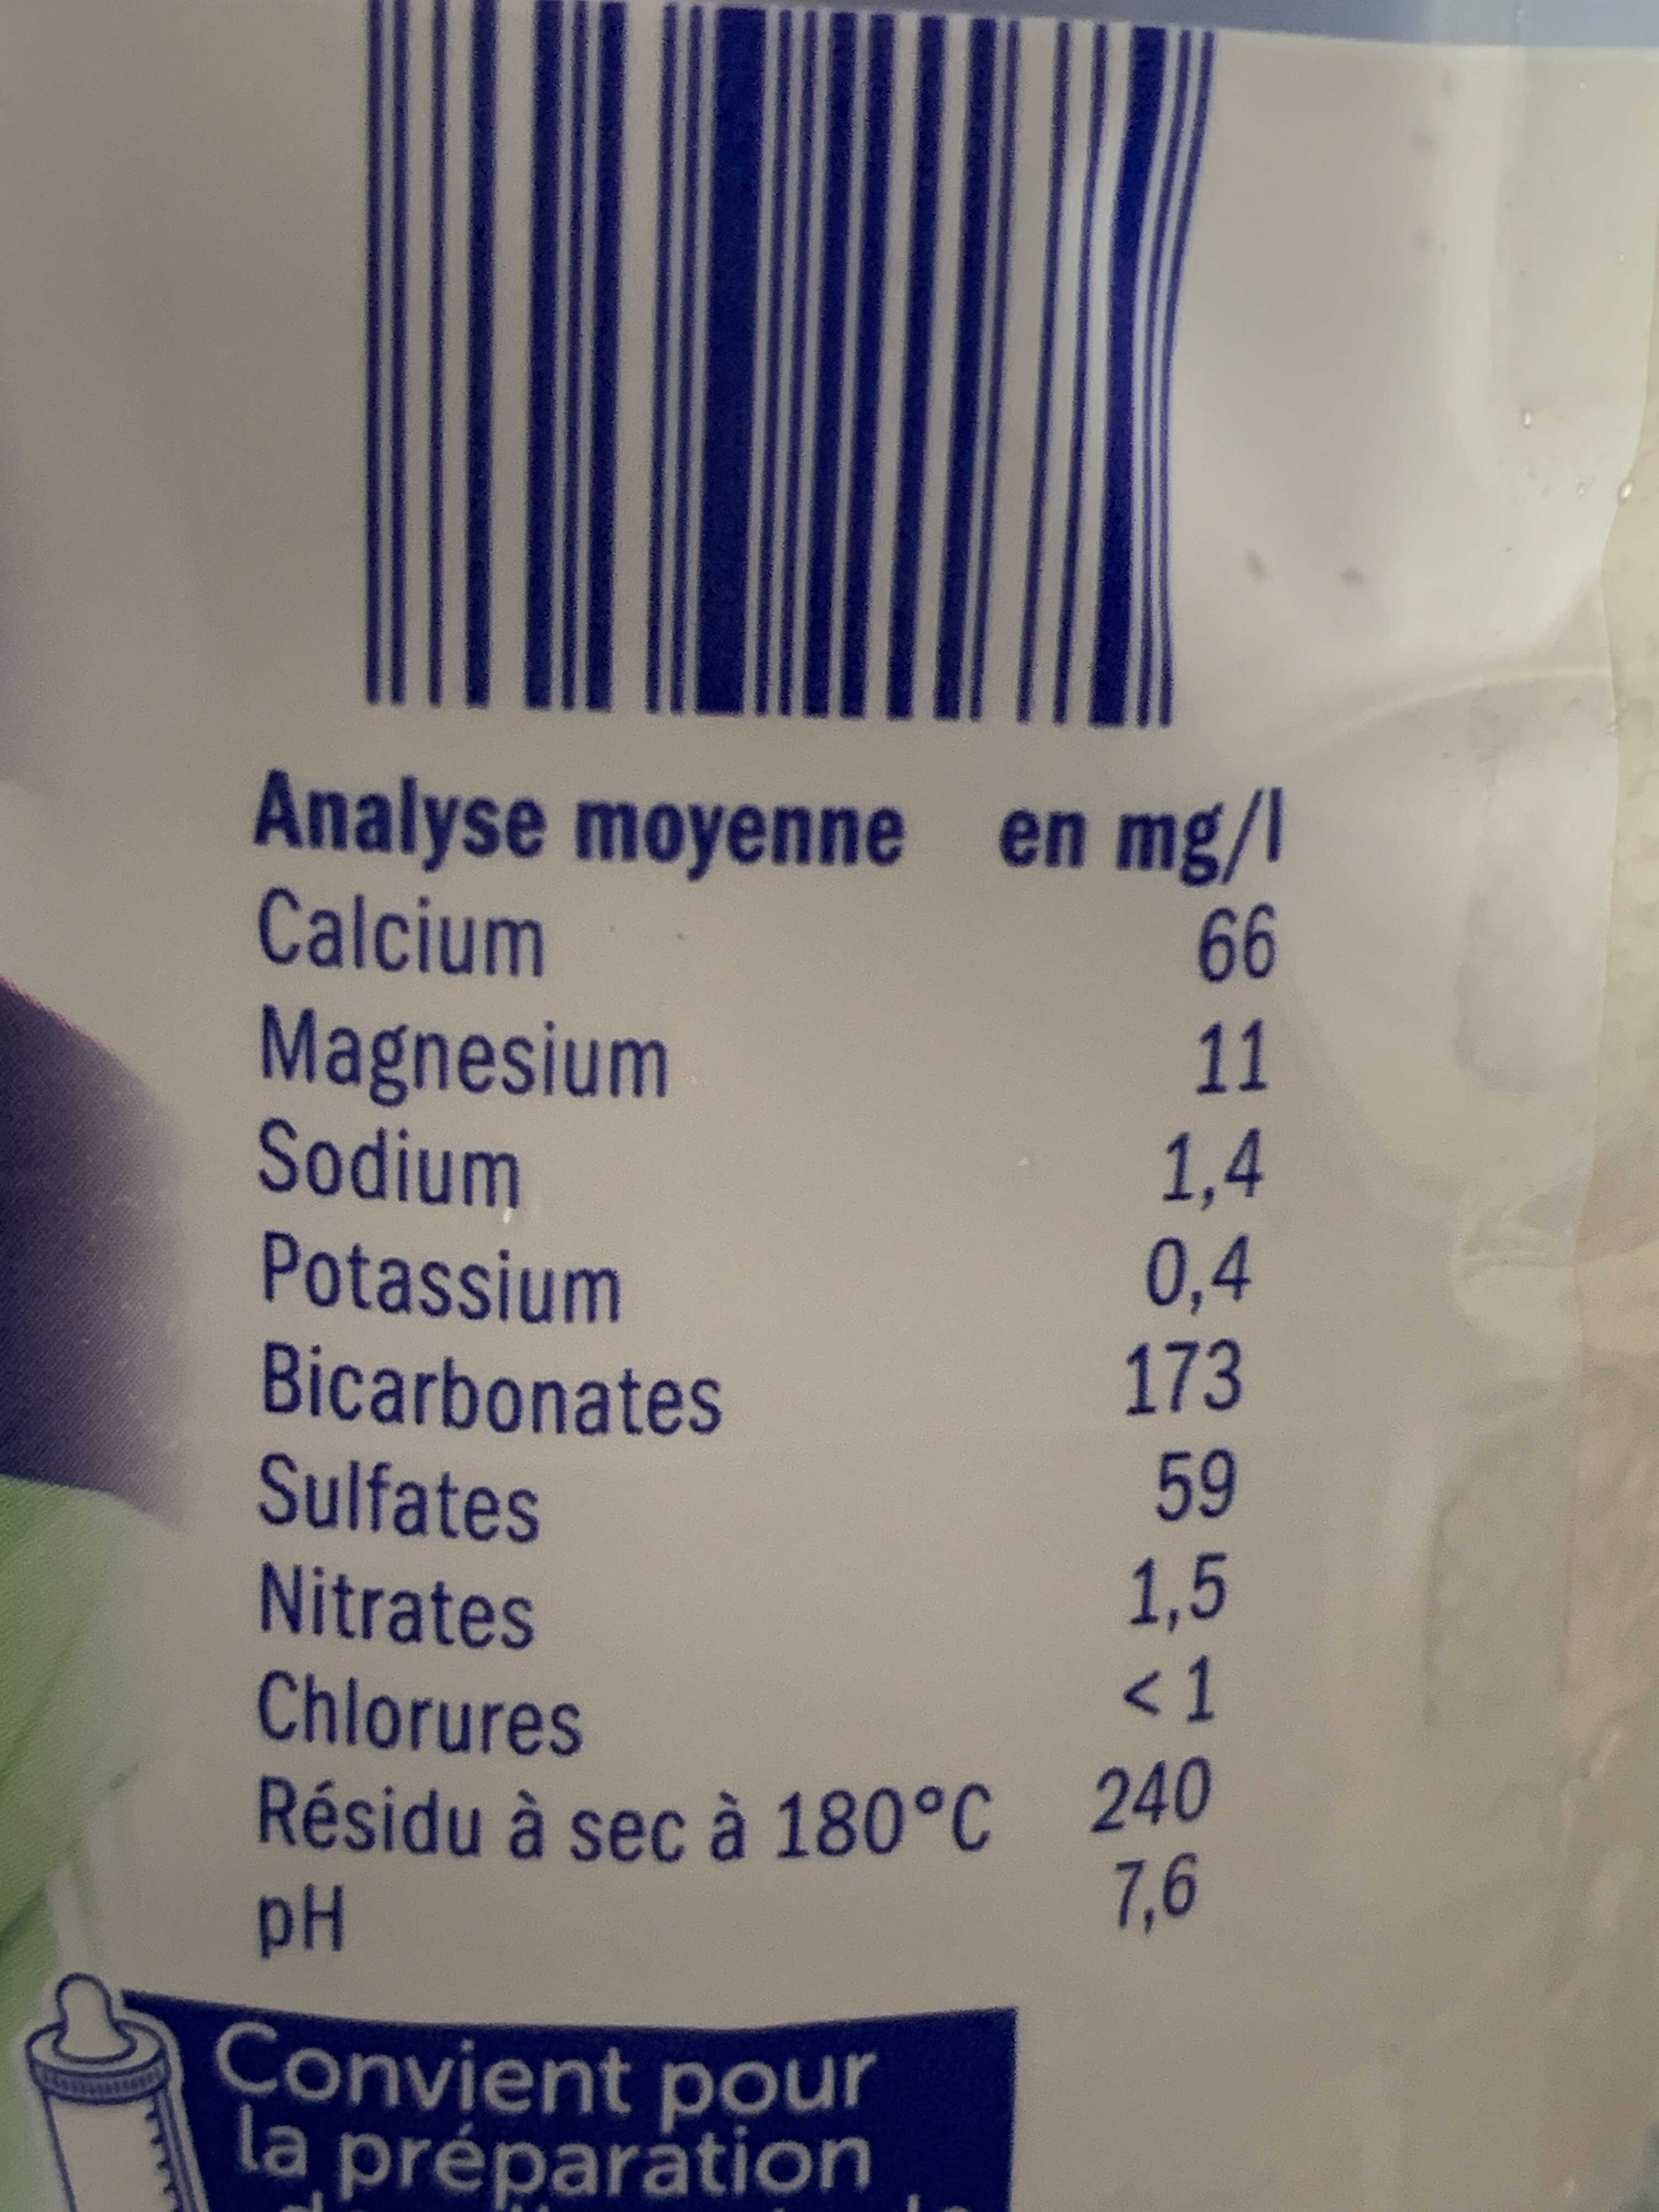 Analyse moyenne en mg/l
Calcium 66
Magnesium 11
Sodium 1,4
Potassium 0,4
Bicarbonates 173
Sulfates 59
Nitrates 1,5
Chlorures < 1
Résidu à sec à 180°C 240
pH 7,6
Convient pour
la préparation